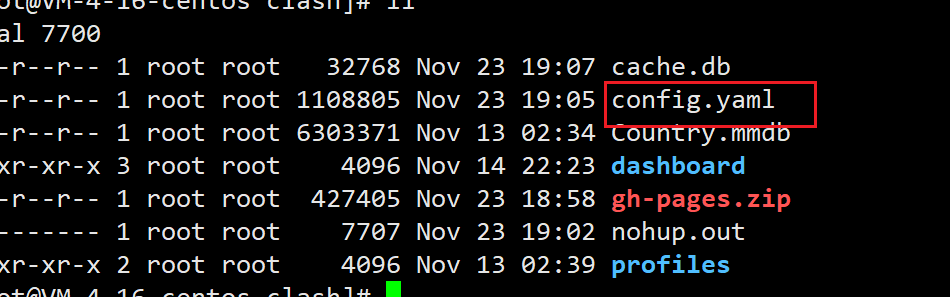 ot@VM-4-16-centos clash]# ll
al 7700
-r--r-- 1 root root 32768 Nov 23 19:07 cache.db
-r--r-- 1 root root 1108805 Nov 23 19:05 config.yaml
-r--r-- 1 root root 6303371 Nov 13 02:34 Country.mmdb
xr-xr-x 3 root root 4096 Nov 14 22:23 dashboard
-r--r-- 1 root root 427405 Nov 23 18:58 gh-pages.zip
------- 1 root root 7707 Nov 23 19:02 nohup.out
xr-xr-x 2 root root 4096 Nov 13 02:39 profiles
ot@VM-4-16-centos clash]#